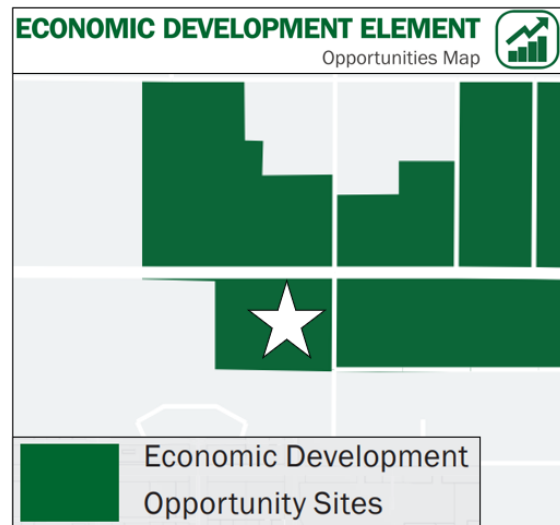 ECONOMIC DEVELOPMENT ELEMENT
Opportunities Map
Economic Development
Opportunity Sites